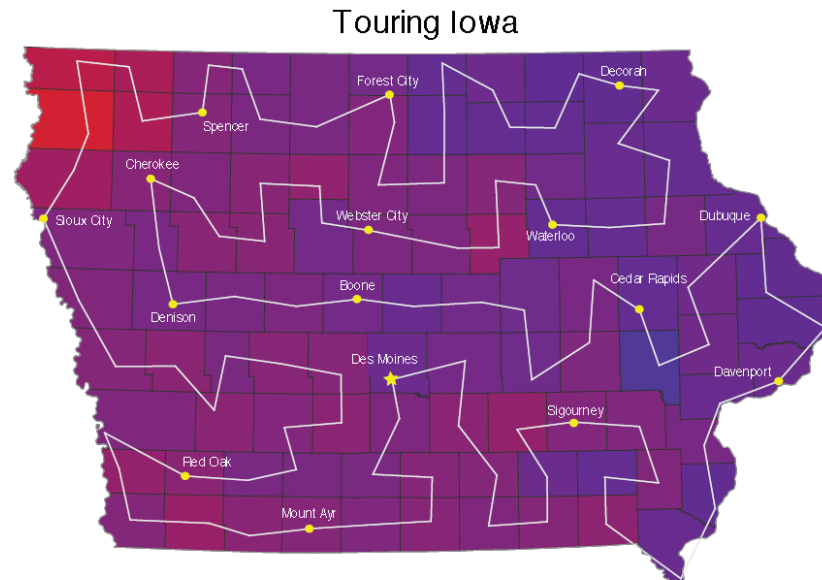 Touring Iowa
Decorah
Forest City
Spencer
Cherokee
Sioux City
Webster City
Waterloo
Dubuque
Boone
Cedar Rapids
Denison
Des Moines
Davenport
Sigourney
Red Oak
Mount Ayr